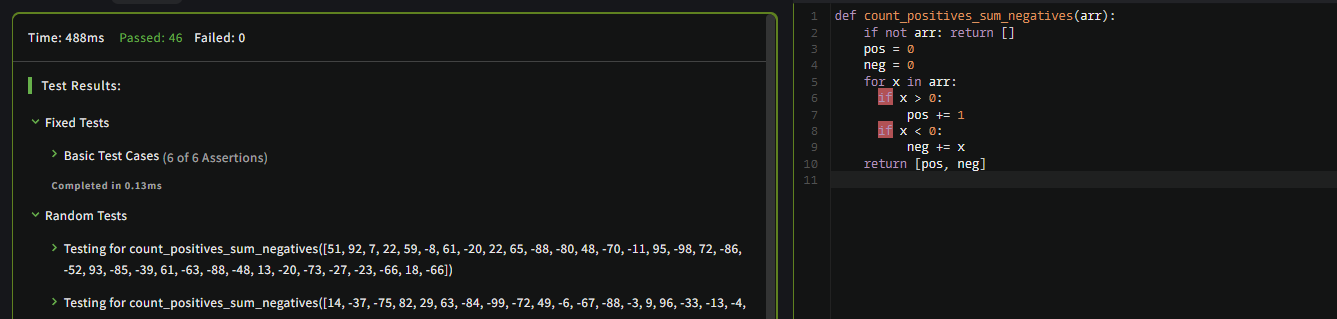 Time: 488ms Passed: 46 Failed: 0
Test Results:
Fixed Tests
Basic Test Cases (6 of 6 Assertions)
Completed in 0.13ms
Random Tests
Testing for count_positives_sum_negatives([51, 92, 7, 22, 59, -8, 61, -20, 22, 65, -88, -80, 48, -70, -11, 95, -98, 72, -86,
-52, 93, -85, -39, 61, -63, -88, -48, 13, -20, -73, -27, -23, -66, 18, -66])
Testing for count_positives_sum_negatives([14, -37, -75, 82, 29, 63, -84, -99, -72, 49, -6, -67, -88, -3, 9, 96, -33, -13, -4,
1 def count_positives_sum_negatives(arr):
2     if not arr: return []
3     pos = 0
4     neg = 0
5     for x in arr:
6       if x > 0:
7           pos += 1
8       if x < 0:
9           neg += x
10     return [pos, neg]
11